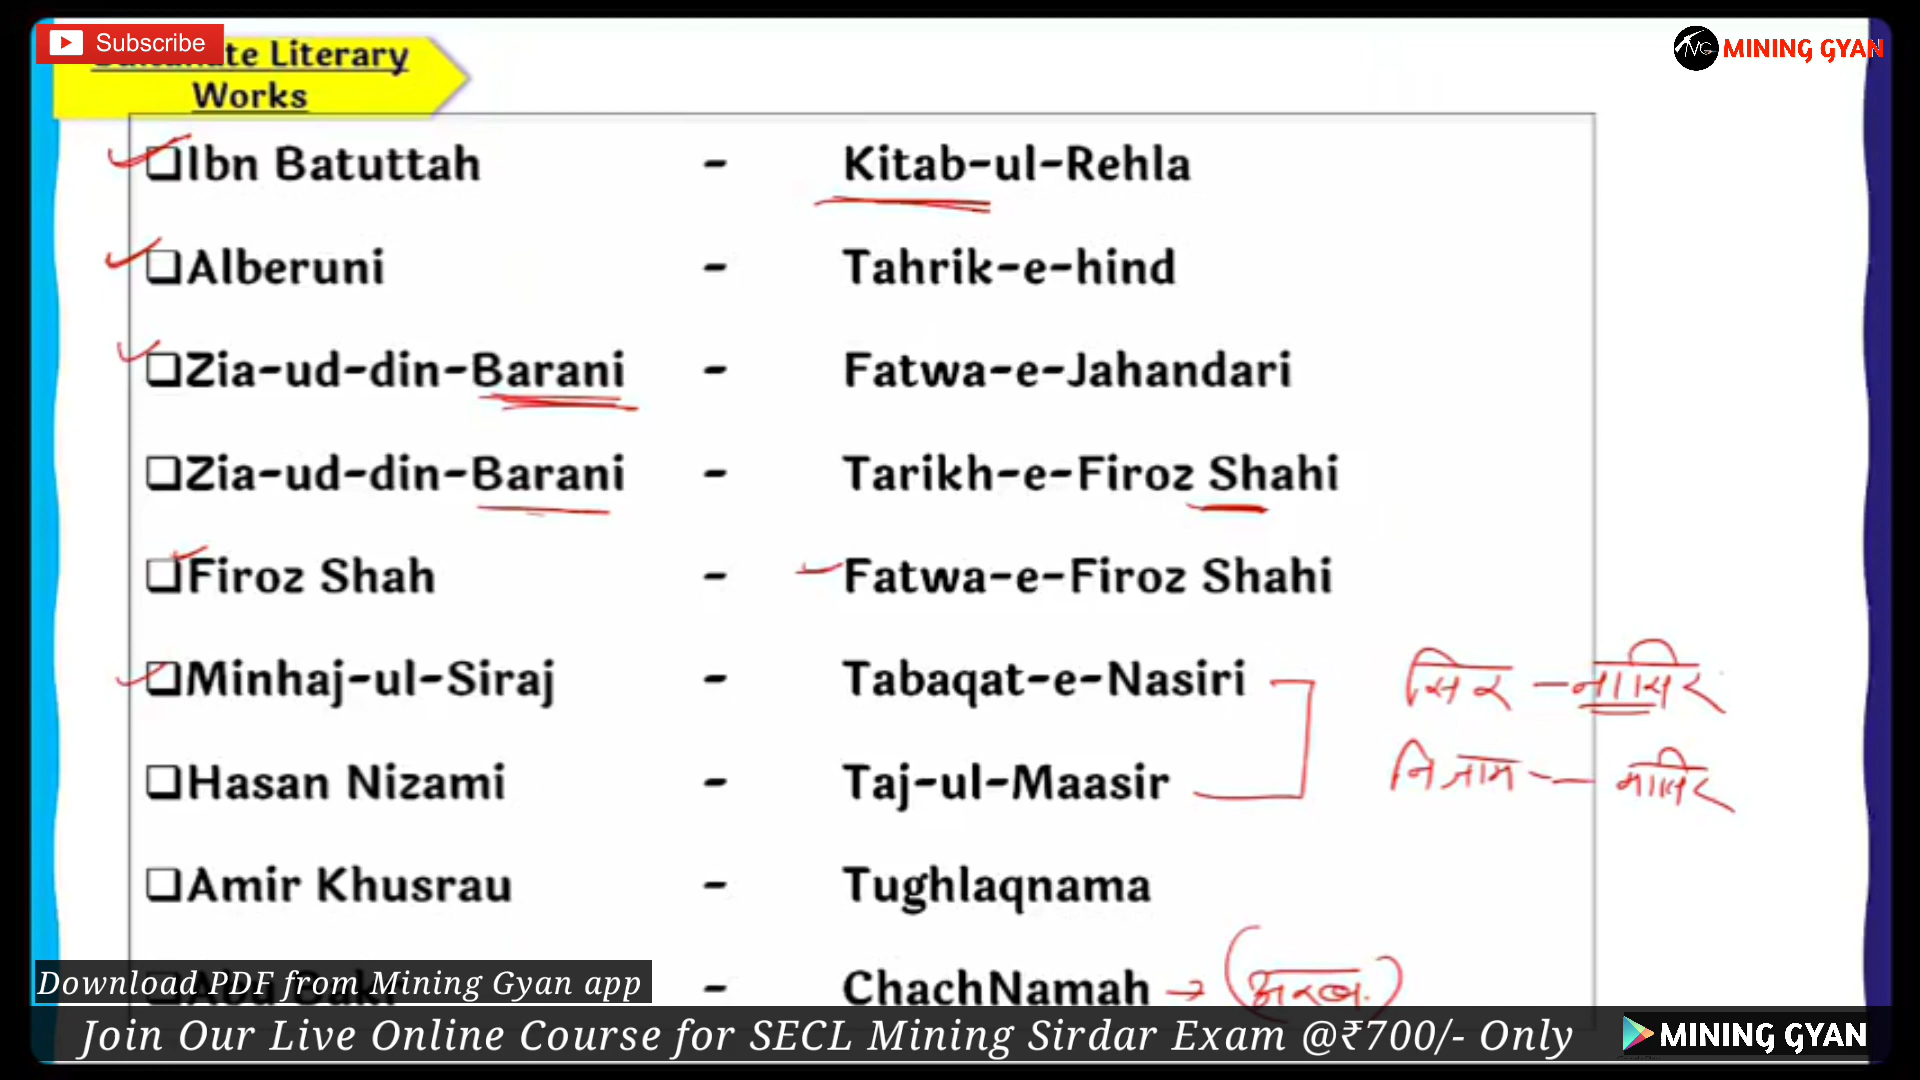 Subscribe
te Literary
Works
MINING GYAN
Ibn Batuttah - Kitab-ul-Rehla
Alberuni - Tahrik-e-hind
Zia-ud-din-Barani - Fatwa-e-Jahandari
Zia-ud-din-Barani - Tarikh-e-Firoz Shahi
Firoz Shah - Fatwa-e-Firoz Shahi
Minhaj-ul-Siraj - Tabaqat-e-Nasiri सिर - नासिर
Hasan Nizami - Taj-ul-Maasir निजाम -- मासिर
Amir Khusrau - Tughlaqnama
- ChachNamah → (अरब)
Download PDF from Mining Gyan app
Join Our Live Online Course for SECL Mining Sirdar Exam @₹700/- Only
MINING GYAN